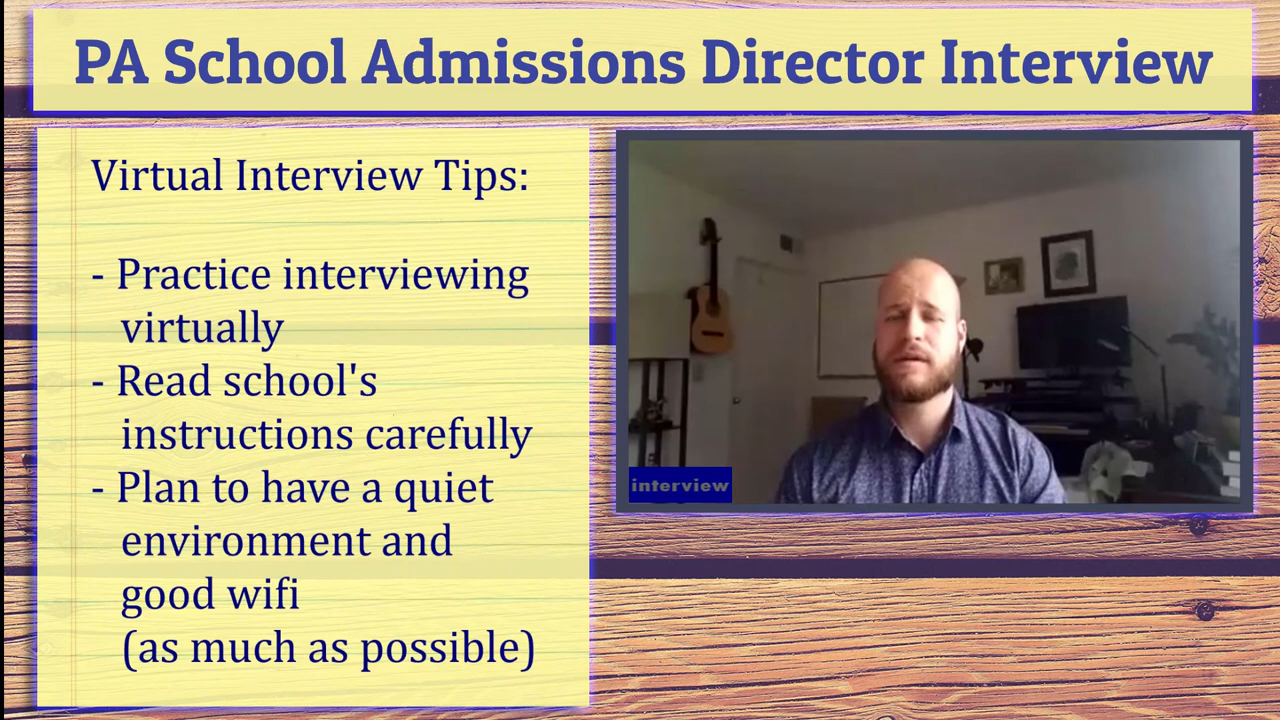 PA School Admissions Director Interview
Virtual Interview Tips:
- Practice interviewing
virtually
- Read school's
instructions carefully
- Plan to have a quiet
environment and
good wifi
(as much as possible)
interview